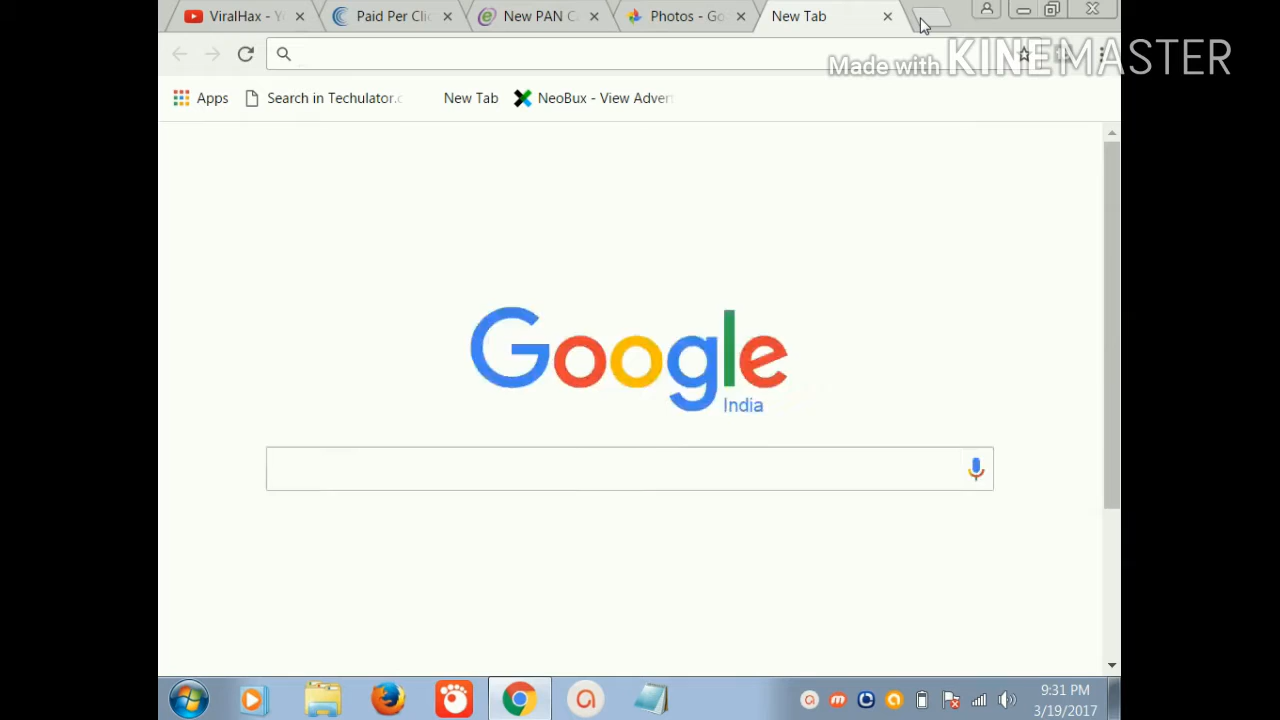 ViralHax - Y
Paid Per Cli
New PAN C
Photos - Go
New Tab
Made with KINEMASTER
Apps
Search in Techulator.c
New Tab
NeoBux - View Adver
Google
India
9:31 PM
3/19/2017